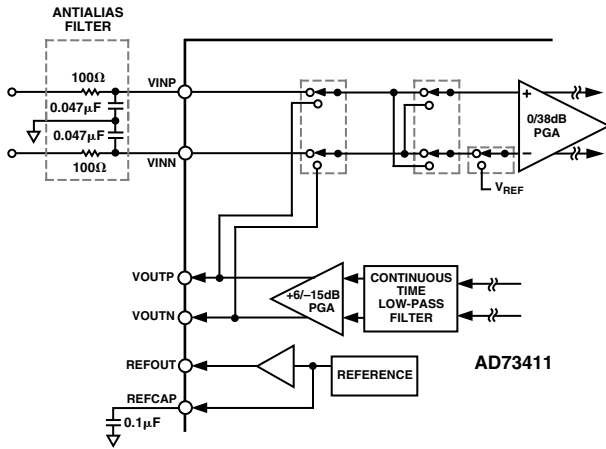 ANTIALIAS
FILTER
100Ω
VINP
0.047μF
0.047μF
100Ω
VINN
+
0/38dB
PGA
−
VREF
VOUTP
+6/–15dB
PGA
CONTINUOUS
TIME
LOW-PASS
FILTER
VOUTN
REFOUT
REFERENCE
AD73411
REFCAP
0.1μF